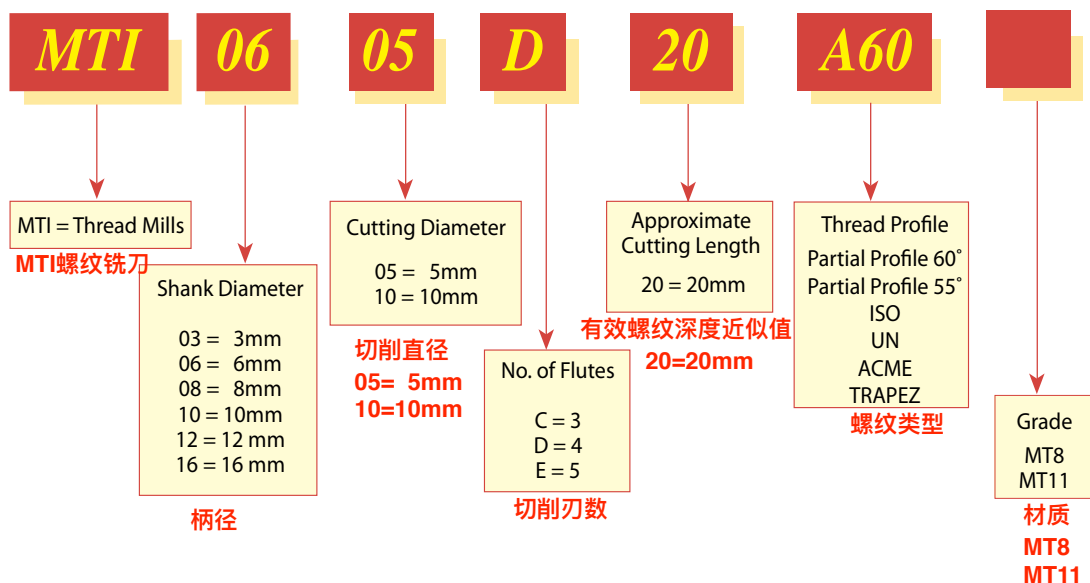 MTI 06 05 D 20 A60
MTI = Thread Mills
MTI螺纹铣刀
Shank Diameter
03 = 3mm
06 = 6mm
08 = 8mm
10 = 10mm
12 = 12 mm
16 = 16 mm
柄径
Cutting Diameter
05 = 5mm
10 = 10mm
切削直径
05= 5mm
10=10mm
No. of Flutes
C = 3
D = 4
E = 5
切削刃数
Approximate
Cutting Length
20 = 20mm
有效螺纹深度近似值
20=20mm
Thread Profile
Partial Profile 60°
Partial Profile 55°
ISO
UN
ACME
TRAPEZ
螺纹类型
Grade
MT8
MT11
材质
MT8
MT11